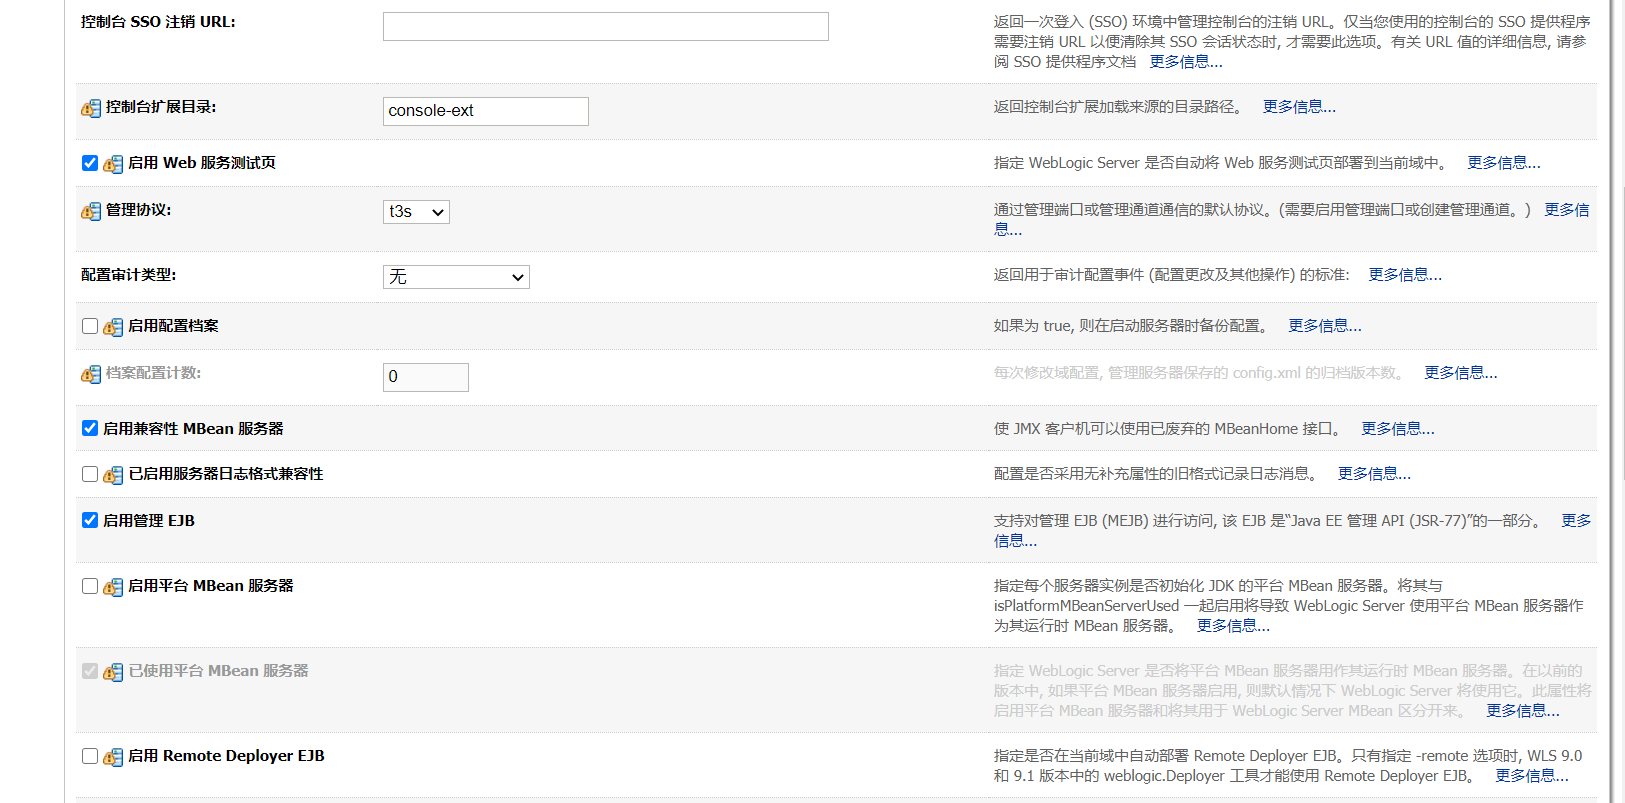 控制台 SSO 注销 URL:
返回一次登入 (SSO) 环境中管理控制台的注销 URL。仅当您使用的控制台的 SSO 提供程序
需要注销 URL 以便清除其 SSO 会话状态时, 才需要此选项。有关 URL 值的详细信息, 请参
阅 SSO 提供程序文档 更多信息...
控制台扩展目录:
console-ext
返回控制台扩展加载来源的目录路径。 更多信息...
启用 Web 服务测试页
指定 WebLogic Server 是否自动将 Web 服务测试页部署到当前域中。 更多信息...
管理协议:
t3s
通过管理端口或管理通道通信的默认协议。(需要启用管理端口或创建管理通道。) 更多信
息...
配置审计类型:
无
返回用于审计配置事件 (配置更改及其他操作) 的标准: 更多信息...
启用配置档案
如果为 true, 则在启动服务器时备份配置。 更多信息...
档案配置计数:
0
每次修改域配置, 管理服务器保存的 config.xml 的归档版本数。 更多信息...
启用兼容性 MBean 服务器
使 JMX 客户机可以使用已废弃的 MBeanHome 接口。 更多信息...
已启用服务器日志格式兼容性
配置是否采用无补充属性的旧格式记录日志消息。 更多信息...
启用管理 EJB
支持对管理 EJB (MEJB) 进行访问, 该 EJB 是“Java EE 管理 API (JSR-77)”的一部分。 更多
信息...
启用平台 MBean 服务器
指定每个服务器实例是否初始化 JDK 的平台 MBean 服务器。将其与
isPlatformMBeanServerUsed 一起启用将导致 WebLogic Server 使用平台 MBean 服务器作
为其运行时 MBean 服务器。 更多信息...
已使用平台 MBean 服务器
指定 WebLogic Server 是否将平台 MBean 服务器用作其运行时 MBean 服务器。在以前的
版本中, 如果平台 MBean 服务器启用, 则默认情况下 WebLogic Server 将使用它。此属性将
启用平台 MBean 服务器和将其用于 WebLogic Server MBean 区分开来。 更多信息...
启用 Remote Deployer EJB
指定是否在当前域中自动部署 Remote Deployer EJB。只有指定 -remote 选项时, WLS 9.0
和 9.1 版本中的 weblogic.Deployer 工具才能使用 Remote Deployer EJB。 更多信息...